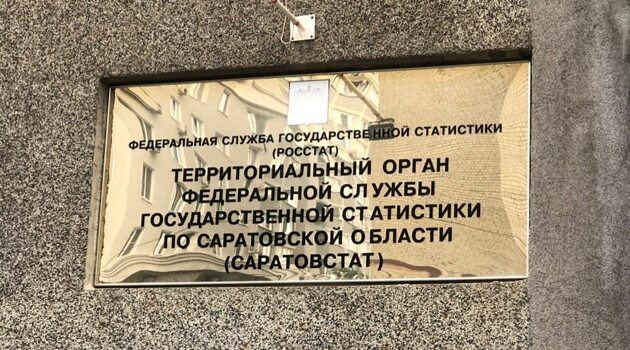 ФЕДЕРАЛЬНАЯ СЛУЖБА ГОСУДАРСТВЕННОЙ СТАТИСТИКИ
(РОССТАТ)
ТЕРРИТОРИАЛЬНЫЙ ОРГАН
ФЕДЕРАЛЬНОЙ СЛУЖБЫ
ГОСУДАРСТВЕННОЙ СТАТИСТИКИ
ПО САРАТОВСКОЙ ОБЛАСТИ
(САРАТОВСТАТ)